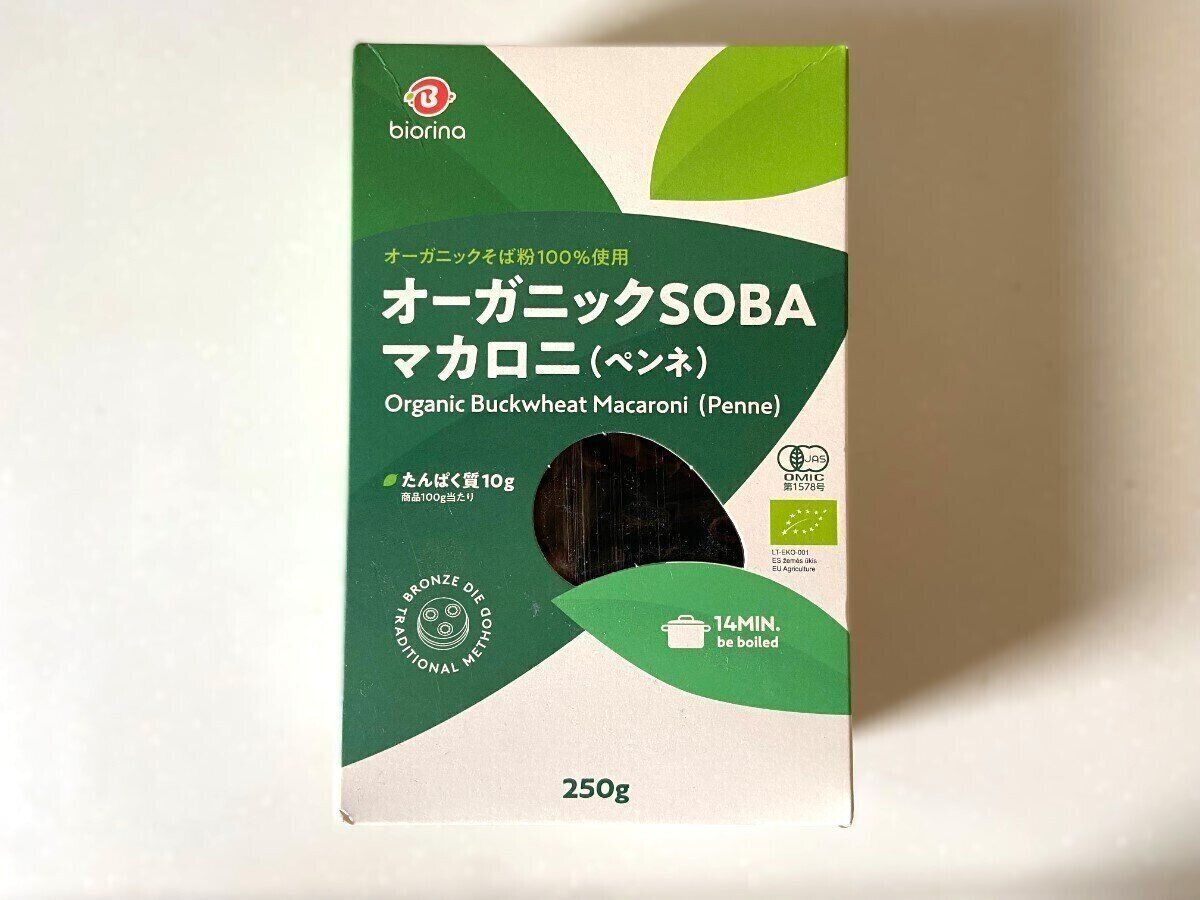 B
biorina
オーガニックそば粉100%使用
オーガニックSOBA
マカロニ(ペンネ)
Organic Buckwheat Macaroni (Penne)
たんぱく質10g
商品100g当たり
JAS
OMIC
第1578号
LT-EKO-001
ES žemės ūkis
EU Agriculture
BRONZE DIE
TRADITIONAL METHOD
14MIN.
be boiled
250g